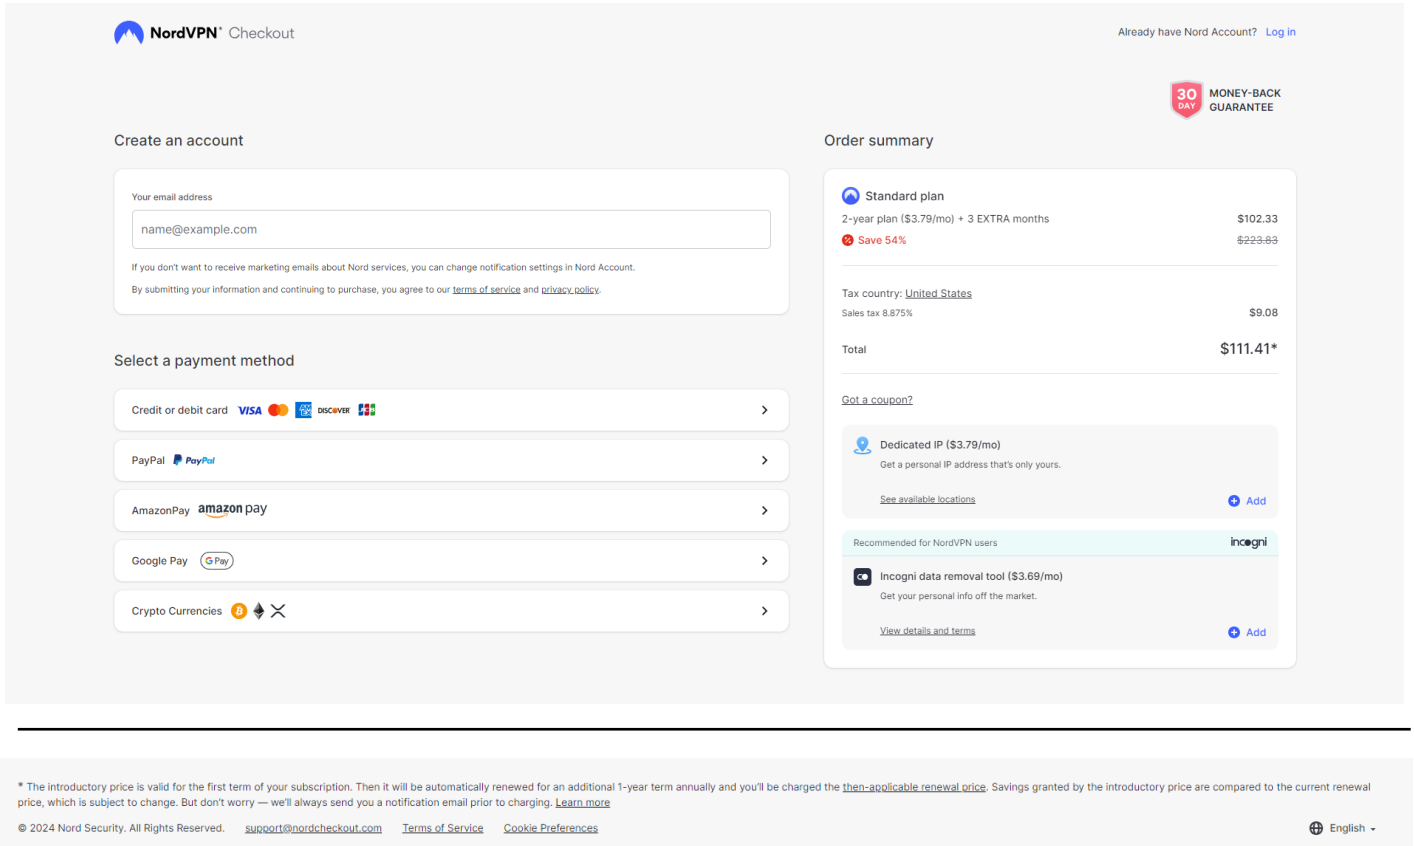 NordVPN® Checkout
Already have Nord Account? Log in
30 DAY
MONEY-BACK
GUARANTEE
Create an account
Your email address
name@example.com
If you don't want to receive marketing emails about Nord services, you can change notification settings in Nord Account.
By submitting your information and continuing to purchase, you agree to our terms of service and privacy policy.
Select a payment method
Credit or debit card VISA AMEX DISCOVER JCB
PayPal PayPal
AmazonPay amazon pay
Google Pay G Pay
Crypto Currencies
Order summary
Standard plan
2-year plan ($3.79/mo) + 3 EXTRA months $102.33
Save 54% $223.83
Tax country: United States
Sales tax 8.875% $9.08
Total $111.41*
Got a coupon?
Dedicated IP ($3.79/mo)
Get a personal IP address that's only yours.
See available locations Add
Recommended for NordVPN users incogni
Incogni data removal tool ($3.69/mo)
Get your personal info off the market.
View details and terms Add
* The introductory price is valid for the first term of your subscription. Then it will be automatically renewed for an additional 1-year term annually and you'll be charged the then-applicable renewal price. Savings granted by the introductory price are compared to the current renewal
price, which is subject to change. But don't worry — we'll always send you a notification email prior to charging. Learn more
© 2024 Nord Security. All Rights Reserved. support@nordcheckout.com Terms of Service Cookie Preferences English